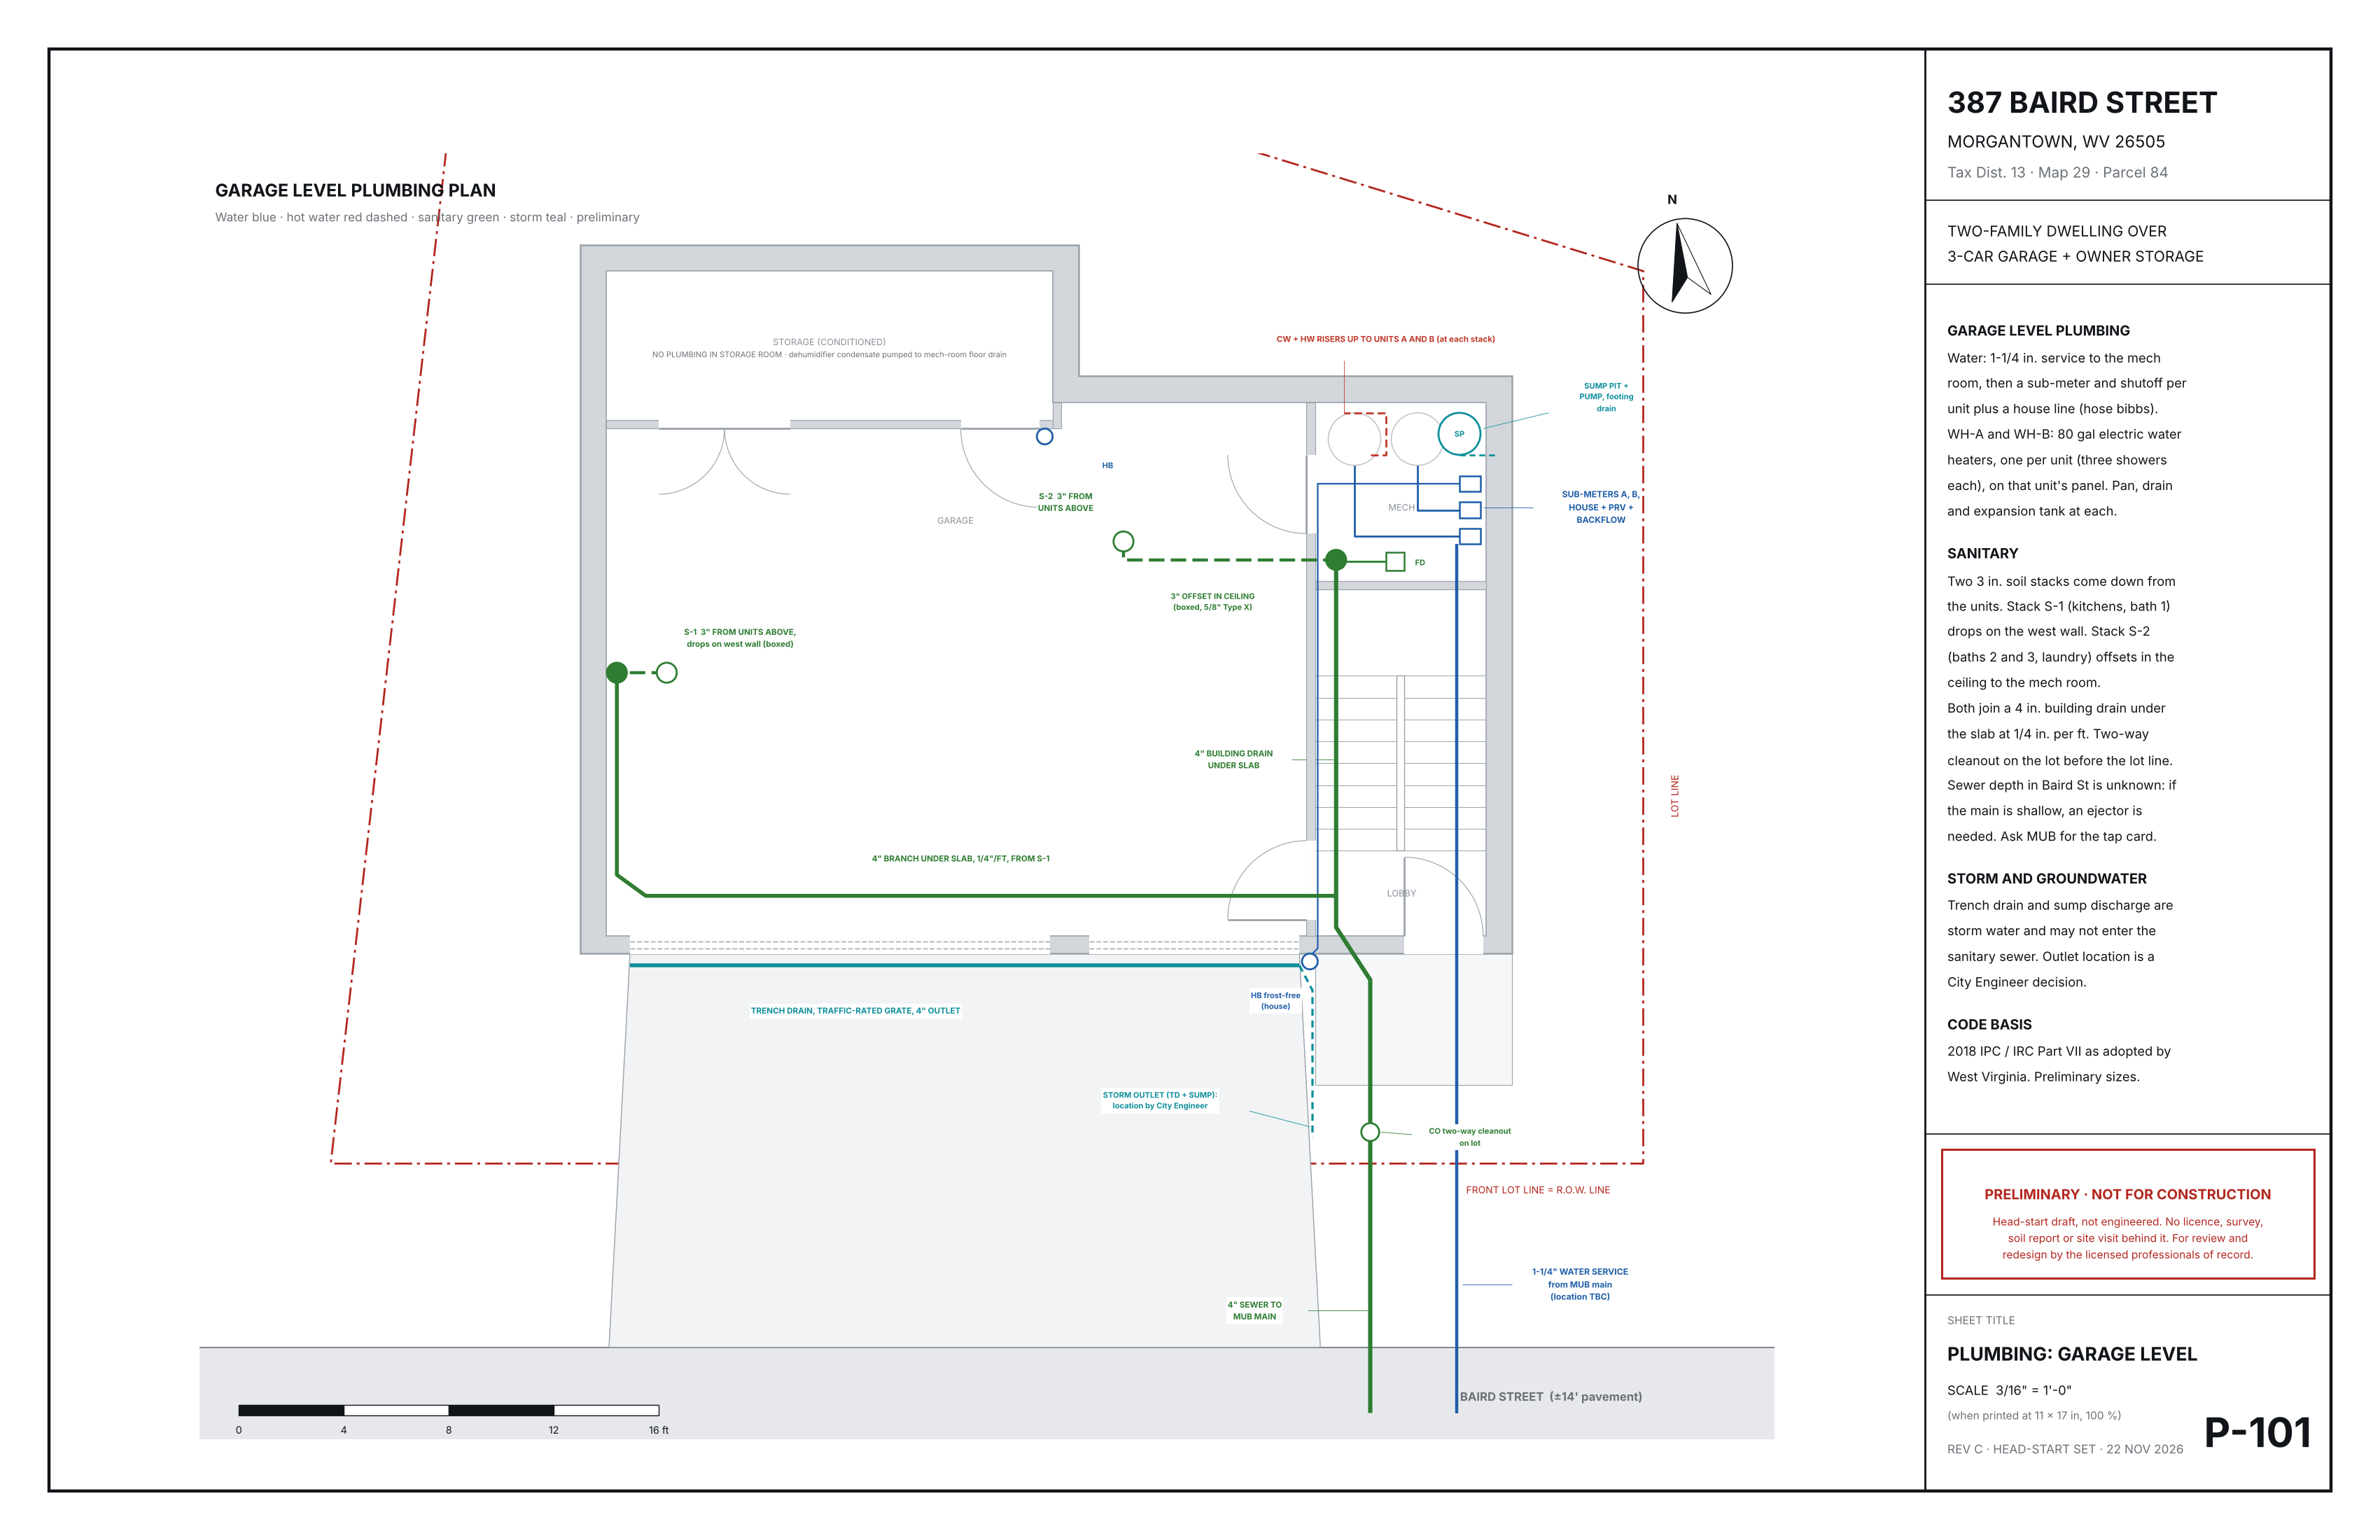 GARAGE LEVEL PLUMBING PLAN
Water blue · hot water red dashed · sanitary green · storm teal · preliminary
N
STORAGE (CONDITIONED)
NO PLUMBING IN STORAGE ROOM · dehumidifier condensate pumped to mech-room floor drain
CW + HW RISERS UP TO UNITS A AND B (at each stack)
SUMP PIT +
PUMP, footing
drain
SP
HB
S-2 3" FROM
UNITS ABOVE
GARAGE
MECH
SUB-METERS A, B,
HOUSE + PRV +
BACKFLOW
FD
3" OFFSET IN CEILING
(boxed, 5/8" Type X)
S-1 3" FROM UNITS ABOVE,
drops on west wall (boxed)
4" BUILDING DRAIN
UNDER SLAB
LOT LINE
4" BRANCH UNDER SLAB, 1/4"/FT, FROM S-1
LOBBY
HB frost-free
(house)
TRENCH DRAIN, TRAFFIC-RATED GRATE, 4" OUTLET
STORM OUTLET (TD + SUMP):
location by City Engineer
CO two-way cleanout
on lot
FRONT LOT LINE = R.O.W. LINE
1-1/4" WATER SERVICE
from MUB main
(location TBC)
4" SEWER TO
MUB MAIN
BAIRD STREET (±14' pavement)
0 4 8 12 16 ft
387 BAIRD STREET
MORGANTOWN, WV 26505
Tax Dist. 13 · Map 29 · Parcel 84
TWO-FAMILY DWELLING OVER
3-CAR GARAGE + OWNER STORAGE
GARAGE LEVEL PLUMBING
Water: 1-1/4 in. service to the mech
room, then a sub-meter and shutoff per
unit plus a house line (hose bibbs).
WH-A and WH-B: 80 gal electric water
heaters, one per unit (three showers
each), on that unit's panel. Pan, drain
and expansion tank at each.
SANITARY
Two 3 in. soil stacks come down from
the units. Stack S-1 (kitchens, bath 1)
drops on the west wall. Stack S-2
(baths 2 and 3, laundry) offsets in the
ceiling to the mech room.
Both join a 4 in. building drain under
the slab at 1/4 in. per ft. Two-way
cleanout on the lot before the lot line.
Sewer depth in Baird St is unknown: if
the main is shallow, an ejector is
needed. Ask MUB for the tap card.
STORM AND GROUNDWATER
Trench drain and sump discharge are
storm water and may not enter the
sanitary sewer. Outlet location is a
City Engineer decision.
CODE BASIS
2018 IPC / IRC Part VII as adopted by
West Virginia. Preliminary sizes.
PRELIMINARY · NOT FOR CONSTRUCTION
Head-start draft, not engineered. No licence, survey,
soil report or site visit behind it. For review and
redesign by the licensed professionals of record.
SHEET TITLE
PLUMBING: GARAGE LEVEL
SCALE 3/16" = 1'-0"
(when printed at 11 × 17 in, 100 %)
REV C · HEAD-START SET · 22 NOV 2026
P-101